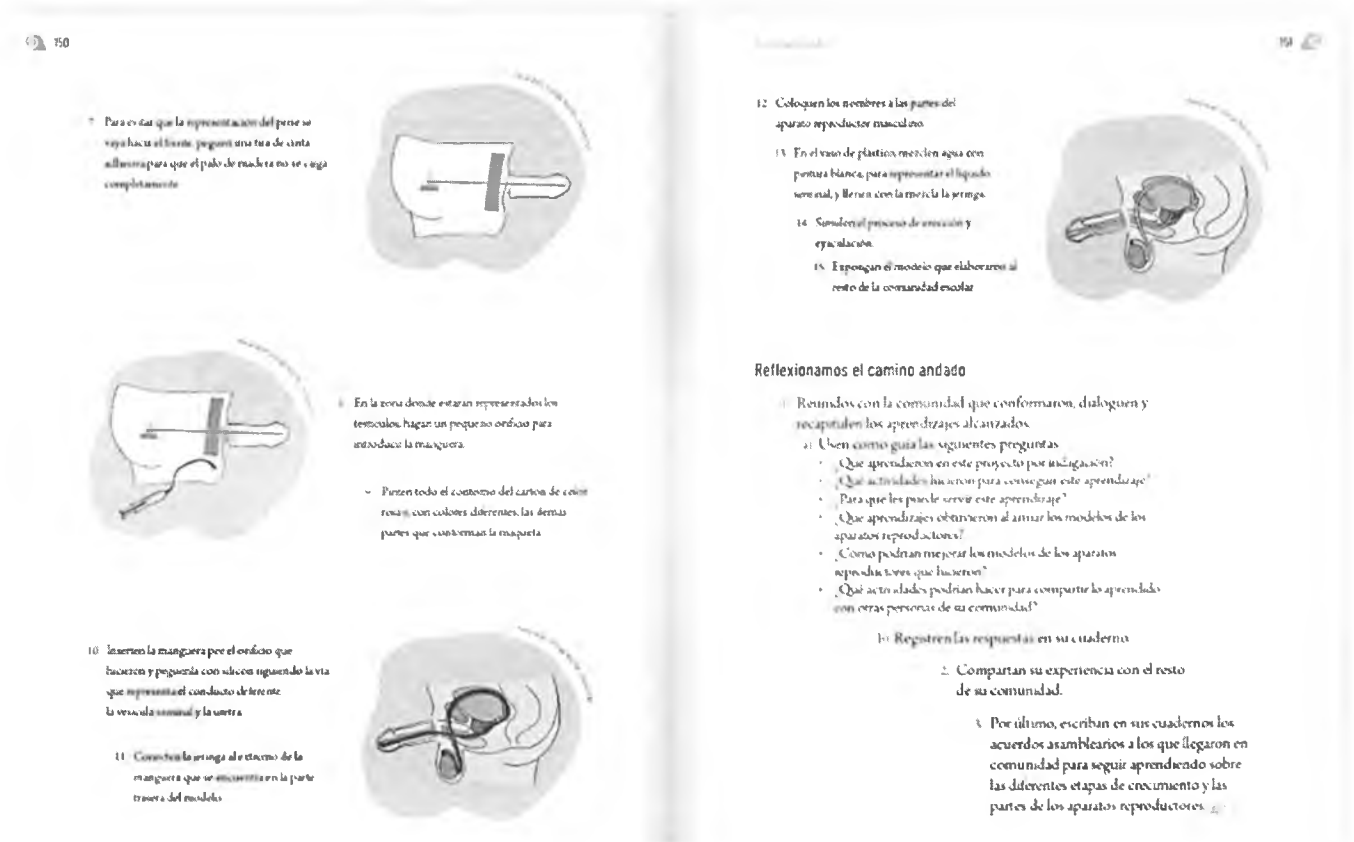 150
7 Para evitar que la representación del pene se
vaya hacia el frente, peguen una tira de cinta
adhesiva para que el palo de madera no se caiga
completamente
En la zona donde estarán representados los
testículos, hagan un pequeño orificio para
introducir la manguera.
Pinten todo el contorno del cartón de color
rosa y, con colores diferentes, las demás
partes que conforman la maqueta
10 Inserten la manguera por el orificio que
hicieron y péguenla con silicón siguiendo la vía
que representa el conducto deferente
la vesícula seminal y la uretra
11 Conecten la jeringa al extremo de la
manguera que se encuentra en la parte
trasera del modelo
151
12 Coloquen los nombres a las partes del
aparato reproductor masculino
13 En el vaso de plástico, mezclen agua con
pintura blanca, para representar el líquido
seminal, y llenen con la mezcla la jeringa.
14 Simulen el proceso de erección y
eyaculación.
15 Expongan el modelo que elaboraron al
resto de la comunidad escolar
Reflexionamos el camino andado
Reunidos con la comunidad que conformaron, dialoguen y
recapitulen los aprendizajes alcanzados.
a) Usen como guía las siguientes preguntas
• ¿Qué aprendieron en este proyecto por indagación?
• ¿Qué actividades hicieron para conseguir este aprendizaje?
• ¿Para qué les puede servir este aprendizaje?
• ¿Qué aprendizajes obtuvieron al armar los modelos de los
aparatos reproductores?
• ¿Cómo podrían mejorar los modelos de los aparatos
reproductores que hicieron?
• ¿Qué actividades podrían hacer para compartir lo aprendido
con otras personas de su comunidad?
b) Registren las respuestas en su cuaderno
2. Compartan su experiencia con el resto
de su comunidad.
3. Por último, escriban en sus cuadernos los
acuerdos asamblearios a los que llegaron en
comunidad para seguir aprendiendo sobre
las diferentes etapas de crecimiento y las
partes de los aparatos reproductores.